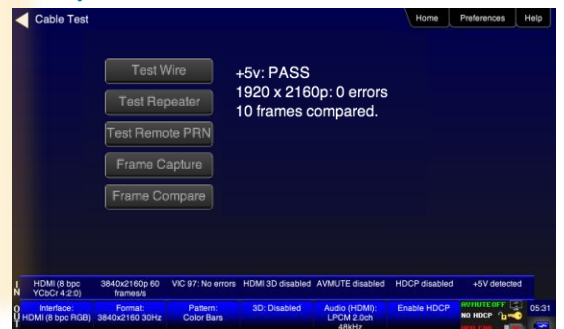 Cable Test
Home
Preferences
Help
Test Wire
Test Repeater
Test Remote PRN
Frame Capture
Frame Compare
+5v: PASS
1920 x 2160p: 0 errors
10 frames compared.
IN
HDMI (8 bpc
YCbCr 4:2:0)
3840x2160p 60
frames/s
VIC 97: No errors
HDMI 3D disabled
AVMUTE disabled
HDCP disabled
+5V detected
OUT
Interface:
HDMI (8 bpc RGB)
Format:
3840x2160 30Hz
Pattern:
Color Bars
3D: Disabled
Audio (HDMI):
LPCM 2.0ch
48kHz
Enable HDCP
AVMUTE OFF
NO HDCP
05:31